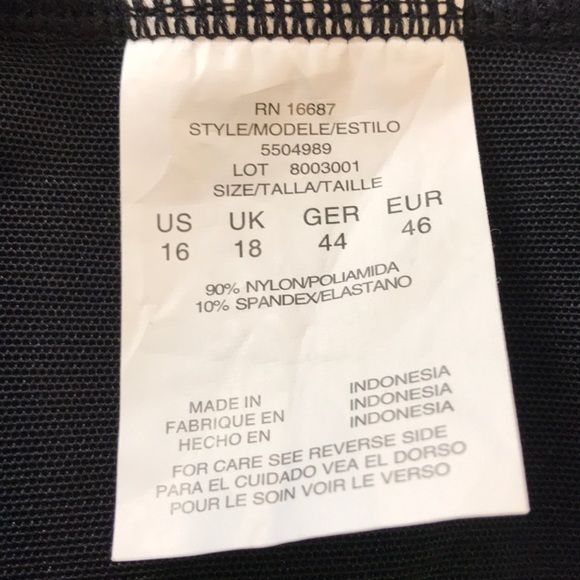 RN 16687
STYLE/MODELE/ESTILO
5504989
LOT 8003001
SIZE/TALLA/TAILLE
US UK GER EUR
16 18 44 46
90% NYLON/POLIAMIDA
10% SPANDEX/ELASTANO
MADE IN INDONESIA
FABRIQUE EN INDONESIA
HECHO EN INDONESIA
FOR CARE SEE REVERSE SIDE
PARA EL CUIDADO VEA EL DORSO
POUR LE SOIN VOIR LE VERSO